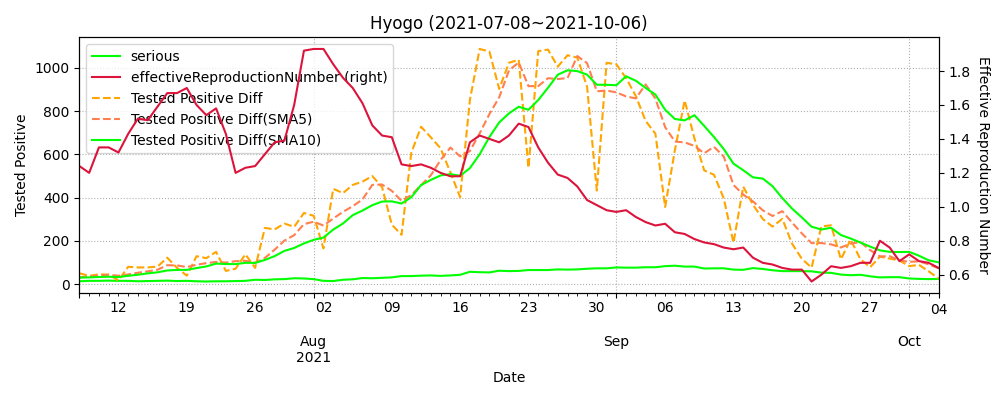 Hyogo (2021-07-08~2021-10-06)
serious
effectiveReproductionNumber (right)
Tested Positive Diff
Tested Positive Diff(SMA5)
Tested Positive Diff(SMA10)
Tested Positive
1000
800
600
400
200
0
1.8
1.6
1.4
1.2
1.0
0.8
0.6
Effective Reproduction Number
12 19 26 02 09 16 23 30 06 13 20 27 04
Aug Sep Oct
2021
Date